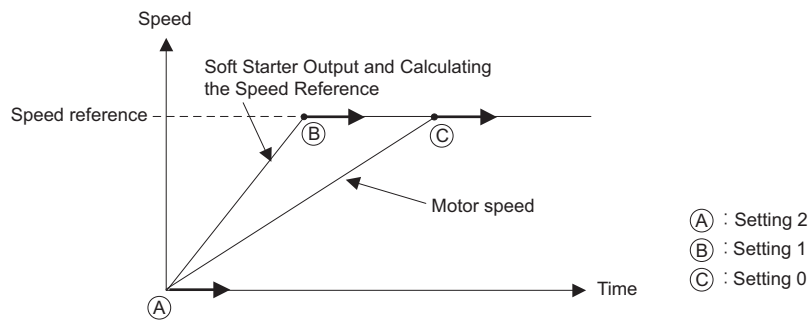 Speed
Soft Starter Output and Calculating
the Speed Reference
Speed reference
B
C
Motor speed
A
Time
A : Setting 2
B : Setting 1
C : Setting 0